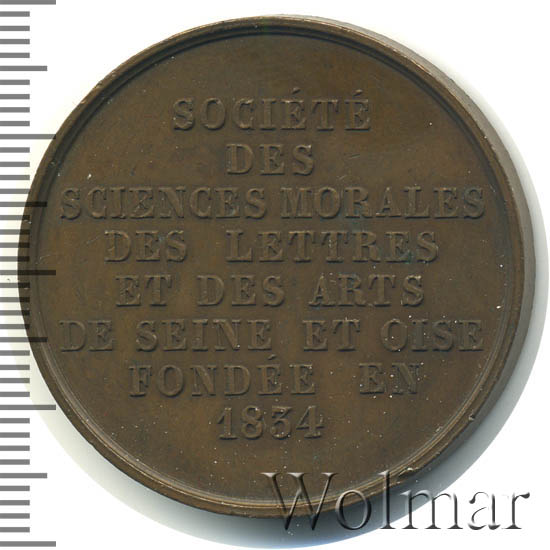 SOCIÉTÉ
DES
SCIENCES MORALES
DES LETTRES
ET DES ARTS
DE SEINE ET OISE
FONDÉE EN
1834
Wolmar